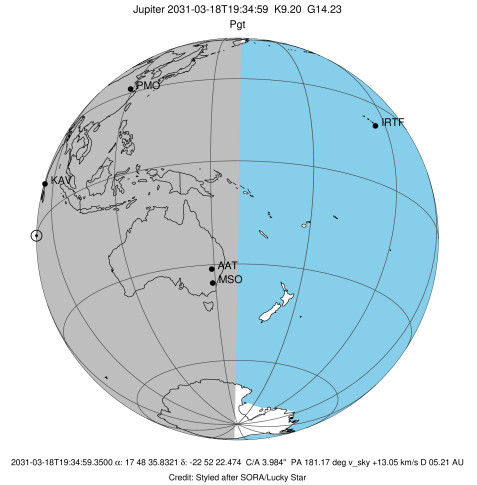 Jupiter 2031-03-18T19:34:59 K9.20 G14.23
Pgt
PMO
IRTF
KAV
AAT
MSO
2031-03-18T19:34:59.3500 α: 17 48 35.8321 δ: -22 52 22.474 C/A 3.984" PA 181.17 deg v_sky +13.05 km/s D 05.21 AU
Credit: Styled after SORA/Lucky Star